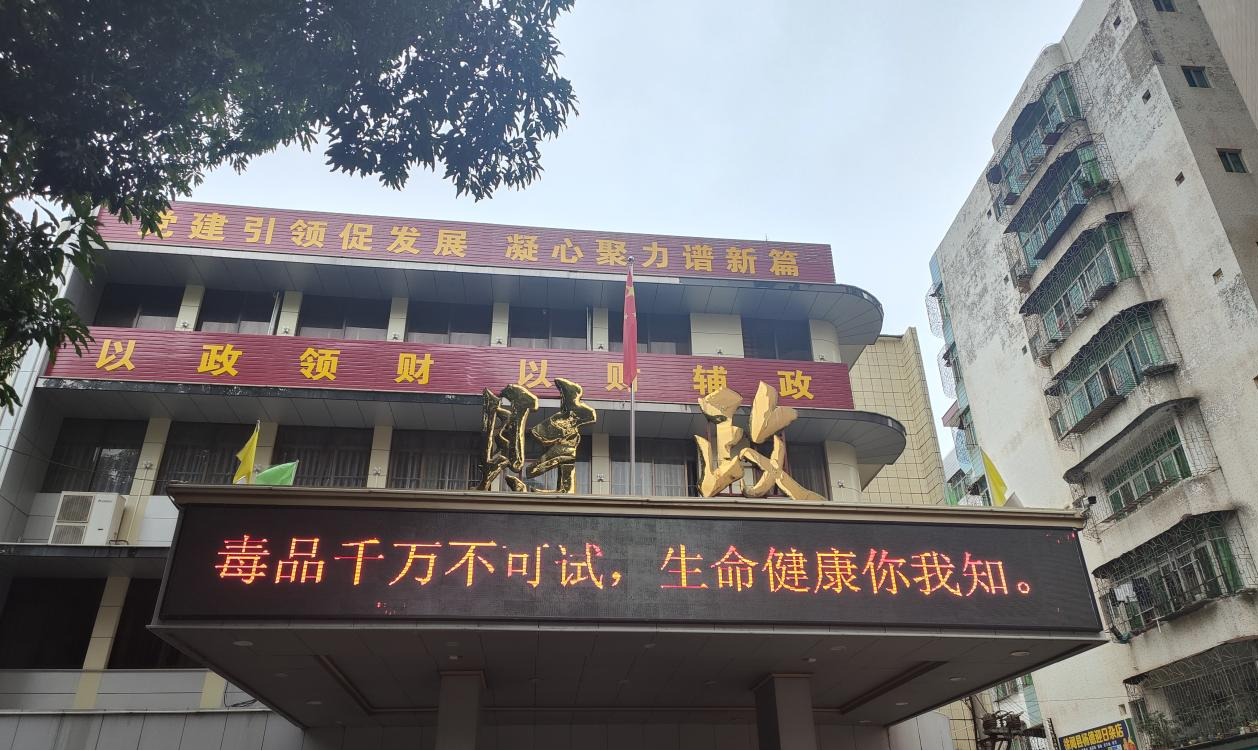 党建引领促发展 凝心聚力谱新篇
以政领财 以财辅政
财政
毒品千万不可试，生命健康你我知。